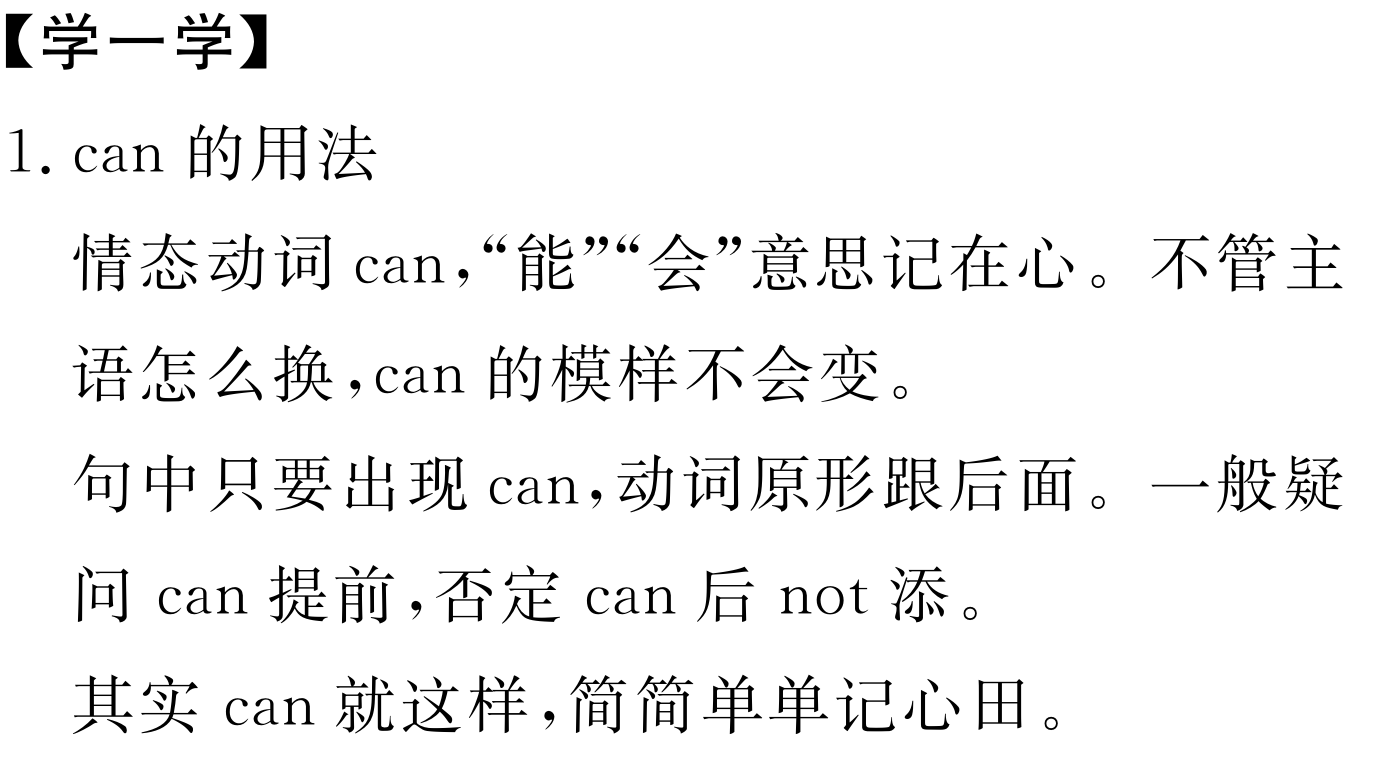 【学一学】
1. can 的用法
情态动词 can,“能”“会”意思记在心。不管主
语怎么换,can 的模样不会变。
句中只要出现 can,动词原形跟后面。一般疑
问 can 提前,否定 can 后 not 添。
其实 can 就这样,简简单单记心田。